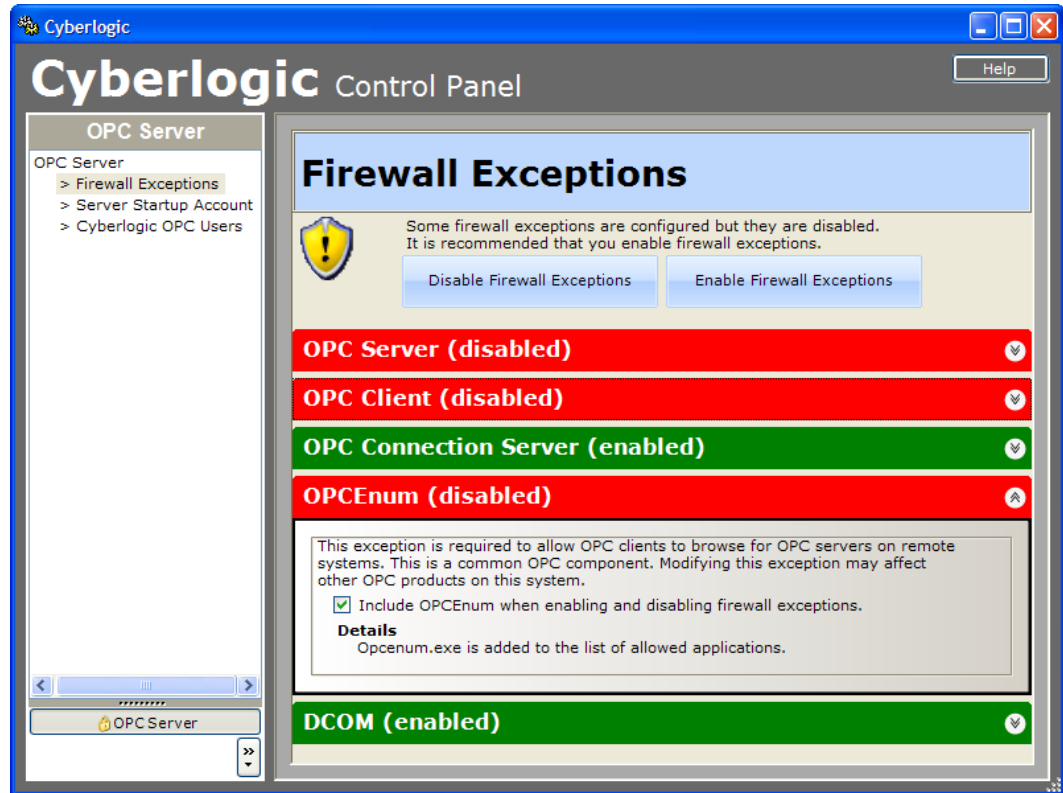 Cyberlogic
Cyberlogic Control Panel
Help
OPC Server
OPC Server
> Firewall Exceptions
> Server Startup Account
> Cyberlogic OPC Users
OPC Server
Firewall Exceptions
Some firewall exceptions are configured but they are disabled.
It is recommended that you enable firewall exceptions.
Disable Firewall Exceptions
Enable Firewall Exceptions
OPC Server (disabled)
OPC Client (disabled)
OPC Connection Server (enabled)
OPCEnum (disabled)
This exception is required to allow OPC clients to browse for OPC servers on remote
systems. This is a common OPC component. Modifying this exception may affect
other OPC products on this system.
Include OPCEnum when enabling and disabling firewall exceptions.
Details
Opcenum.exe is added to the list of allowed applications.
DCOM (enabled)